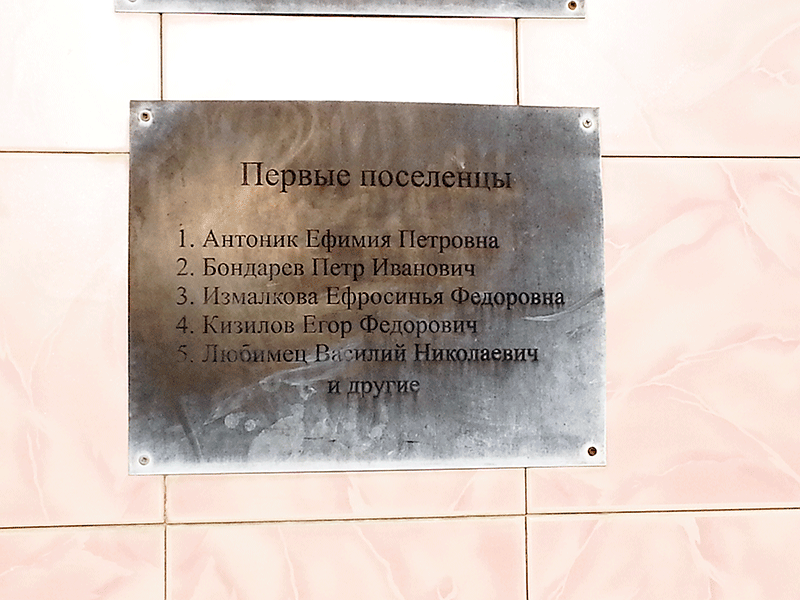 Первые поселенцы
1. Антоник Ефимия Петровна
2. Бондарев Петр Иванович
3. Измалкова Ефросинья Федоровна
4. Кизилов Егор Федорович
5. Любимец Василий Николаевич
и другие